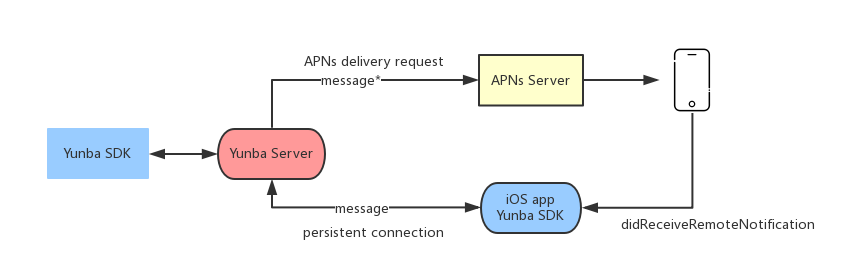 APNs delivery request
message*
APNs Server
Yunba SDK
Yunba Server
iOS app
Yunba SDK
message
persistent connection
didReceiveRemoteNotification